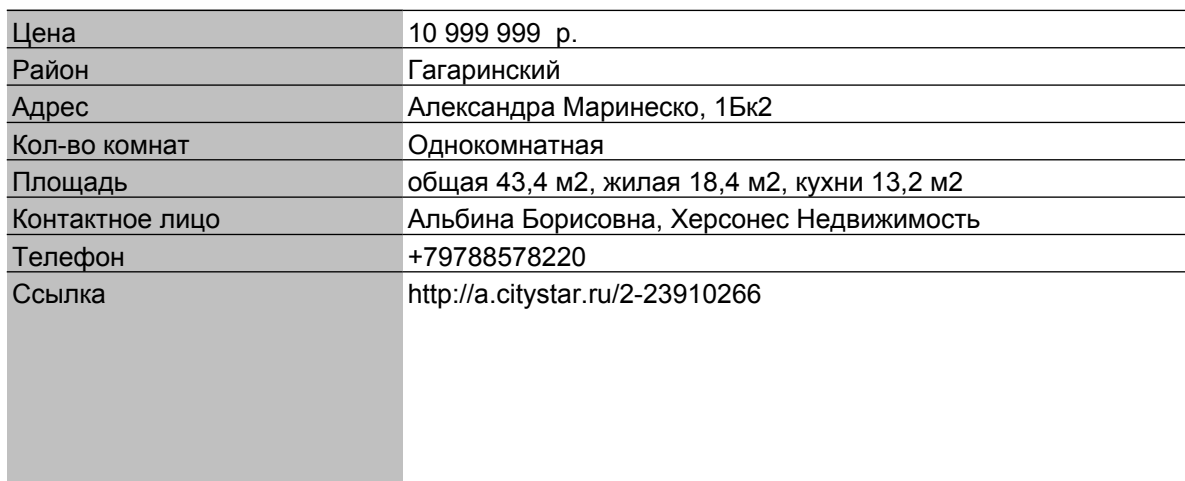 Цена 10 999 999 р.
Район Гагаринский
Адрес Александра Маринеско, 1Бк2
Кол-во комнат Однокомнатная
Площадь общая 43,4 м2, жилая 18,4 м2, кухни 13,2 м2
Контактное лицо Альбина Борисовна, Херсонес Недвижимость
Телефон +79788578220
Ссылка http://a.citystar.ru/2-23910266